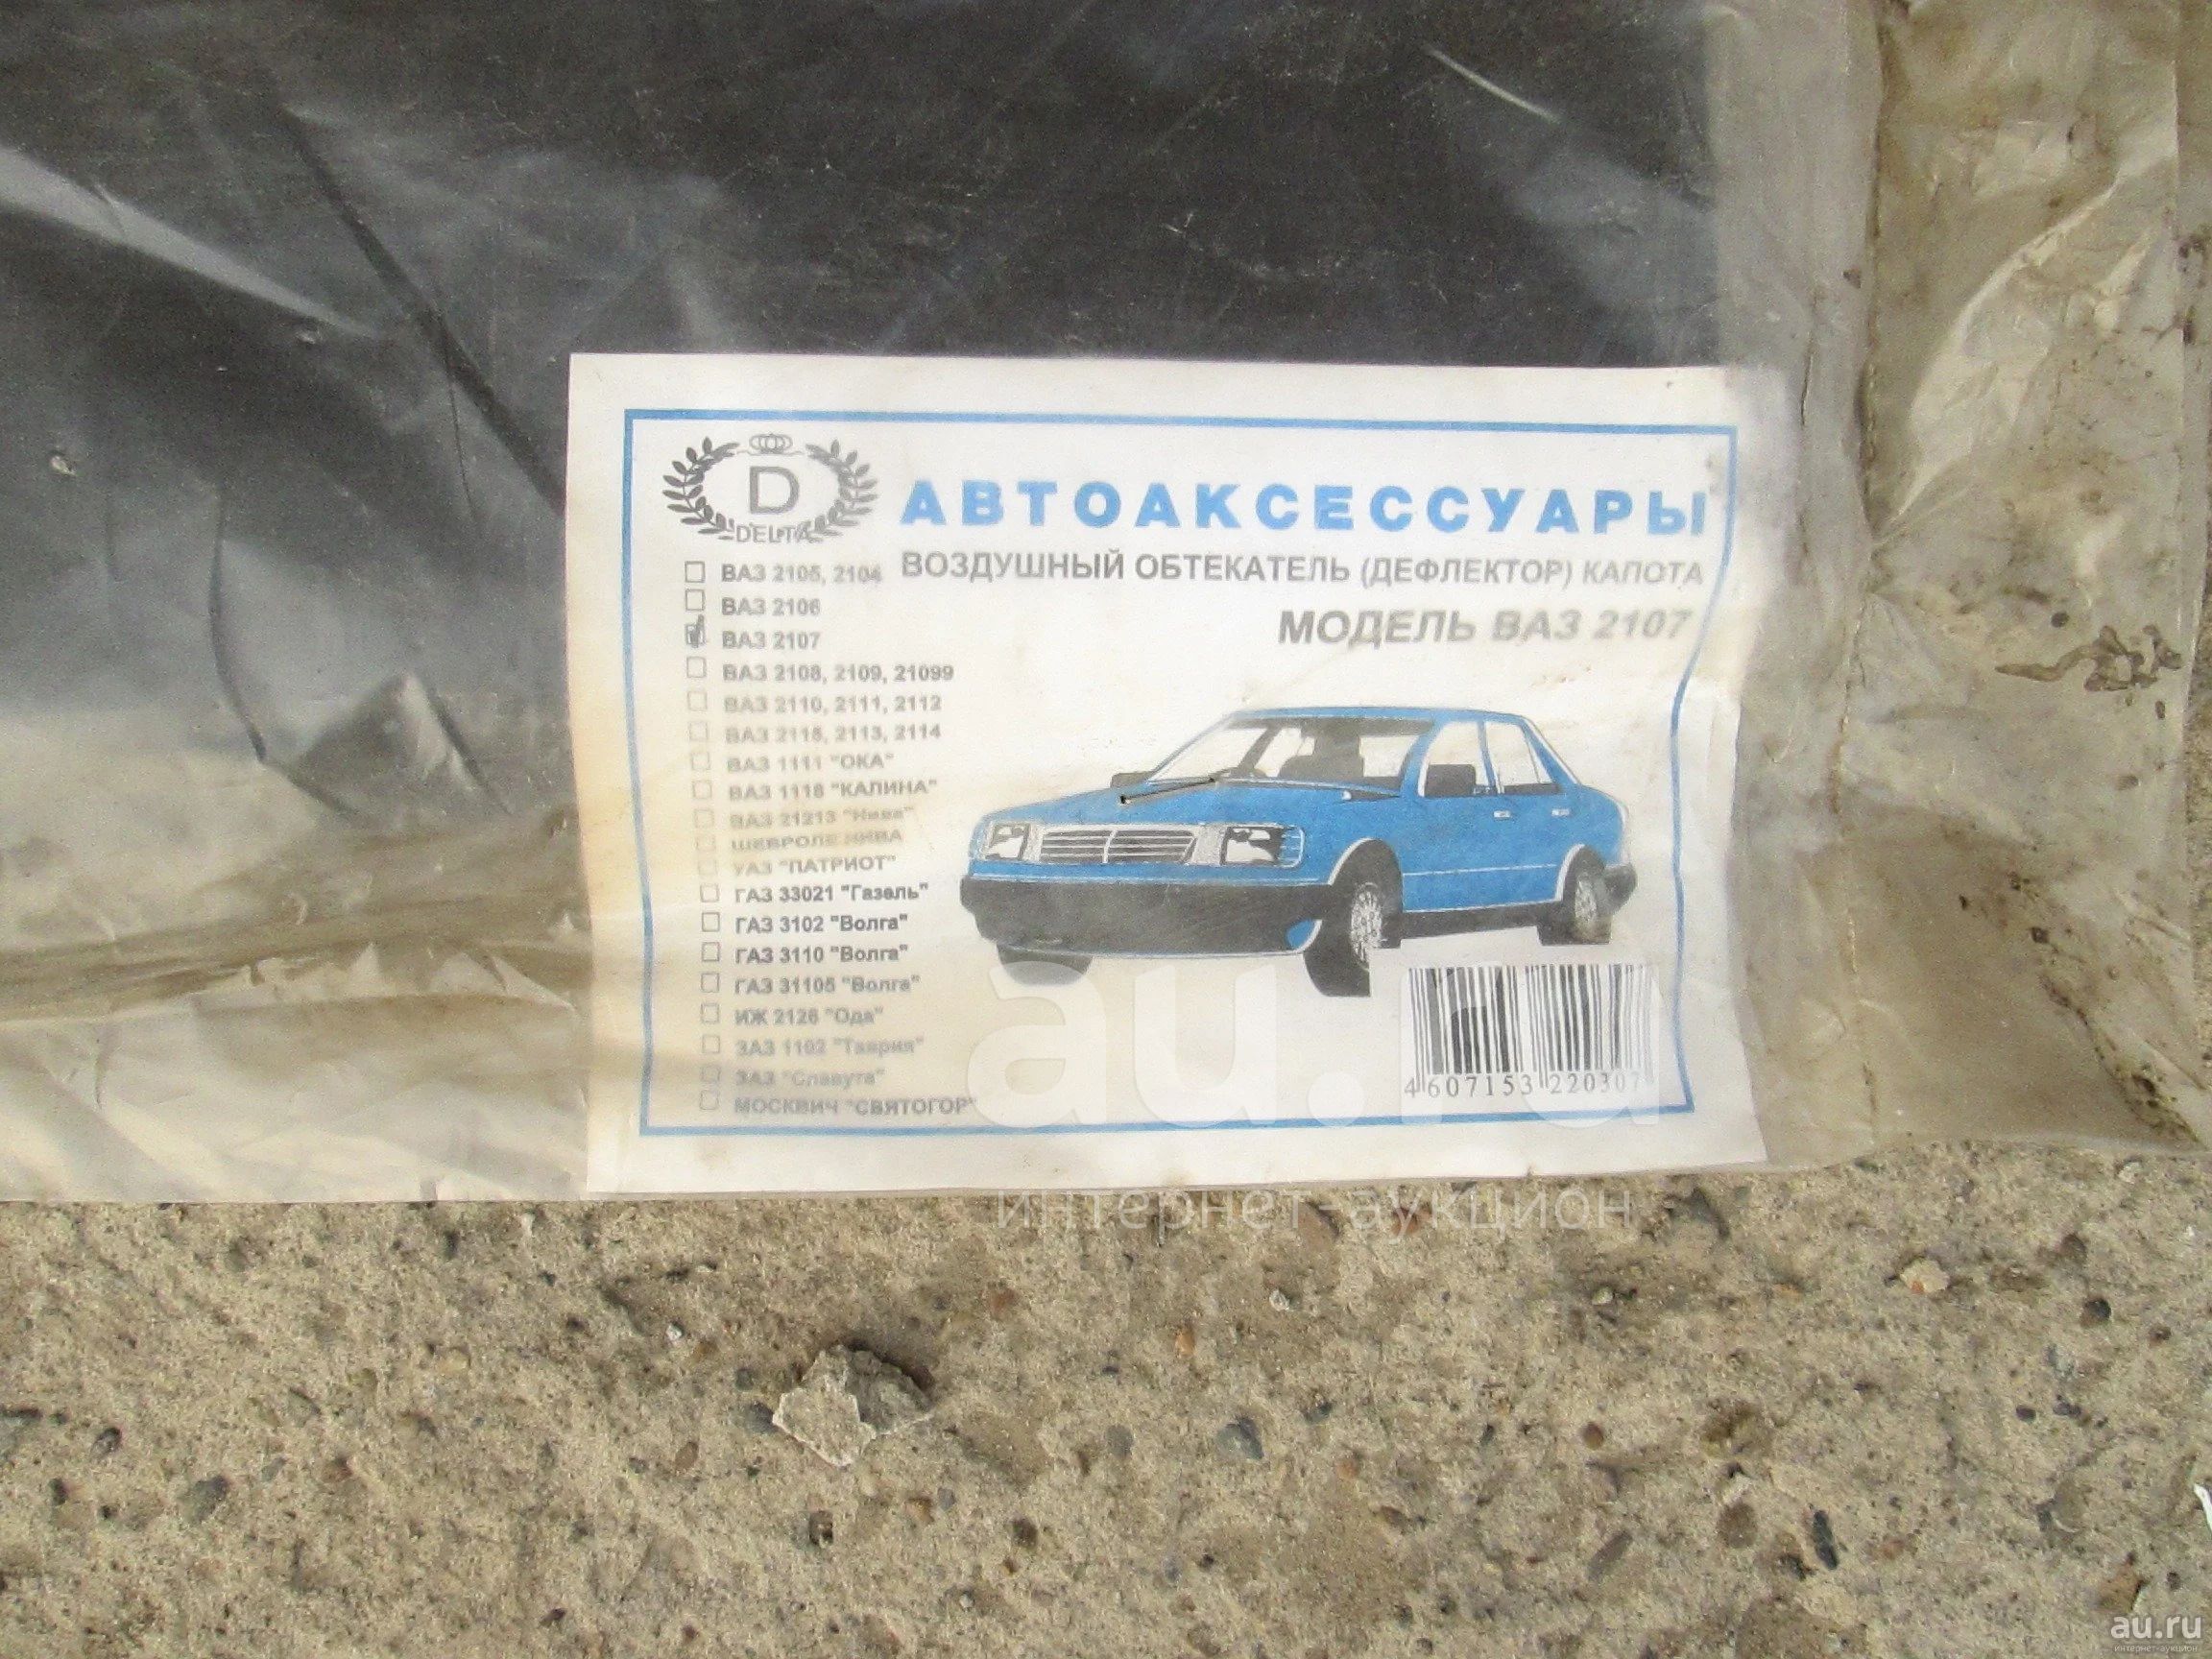 D
DELTA
АВТОАКСЕССУАРЫ
ВОЗДУШНЫЙ ОБТЕКАТЕЛЬ (ДЕФЛЕКТОР) КАПОТА
МОДЕЛЬ ВАЗ 2107
ВАЗ 2105, 2104
ВАЗ 2106
ВАЗ 2107
ВАЗ 2108, 2109, 21099
ВАЗ 2110, 2111, 2112
ВАЗ 2115, 2113, 2114
ВАЗ 1111 "ОКА"
ВАЗ 1118 "КАЛИНА"
ВАЗ 21213 "Нива"
ШЕВРОЛЕ НИВА
УАЗ "ПАТРИОТ"
ГАЗ 33021 "Газель"
ГАЗ 3102 "Волга"
ГАЗ 3110 "Волга"
ГАЗ 31105 "Волга"
ИЖ 2126 "Ода"
ЗАЗ 1102 "Таврия"
ЗАЗ "Славута"
МОСКВИЧ "СВЯТОГОР"
4 607153 220307
au.ru
интернет-аукцион
au.ru
интернет-аукцион